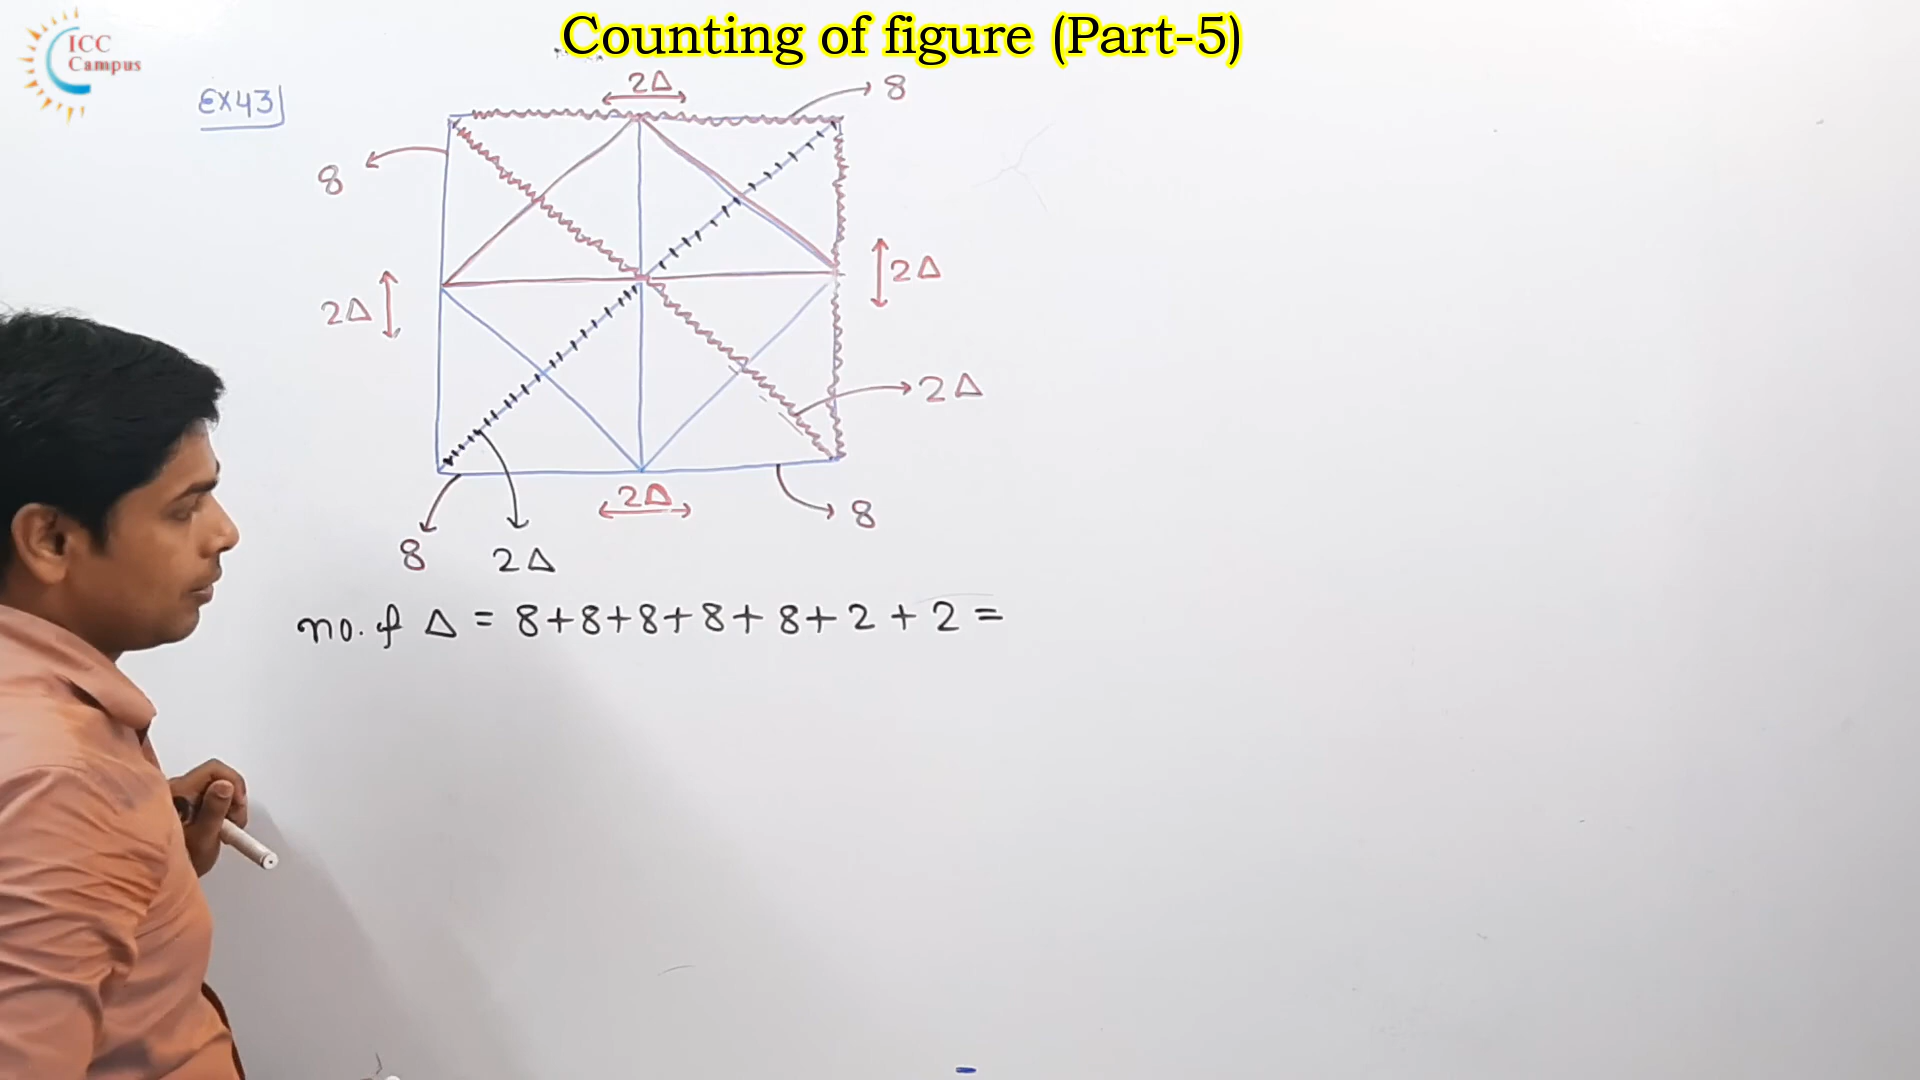 Counting of figure (Part-5)
ICC
Campus
EX43
2Δ
8
8
2Δ
2Δ
2Δ
2Δ
8
8
2Δ
no. of Δ = 8+8+8+8+8+2+2=